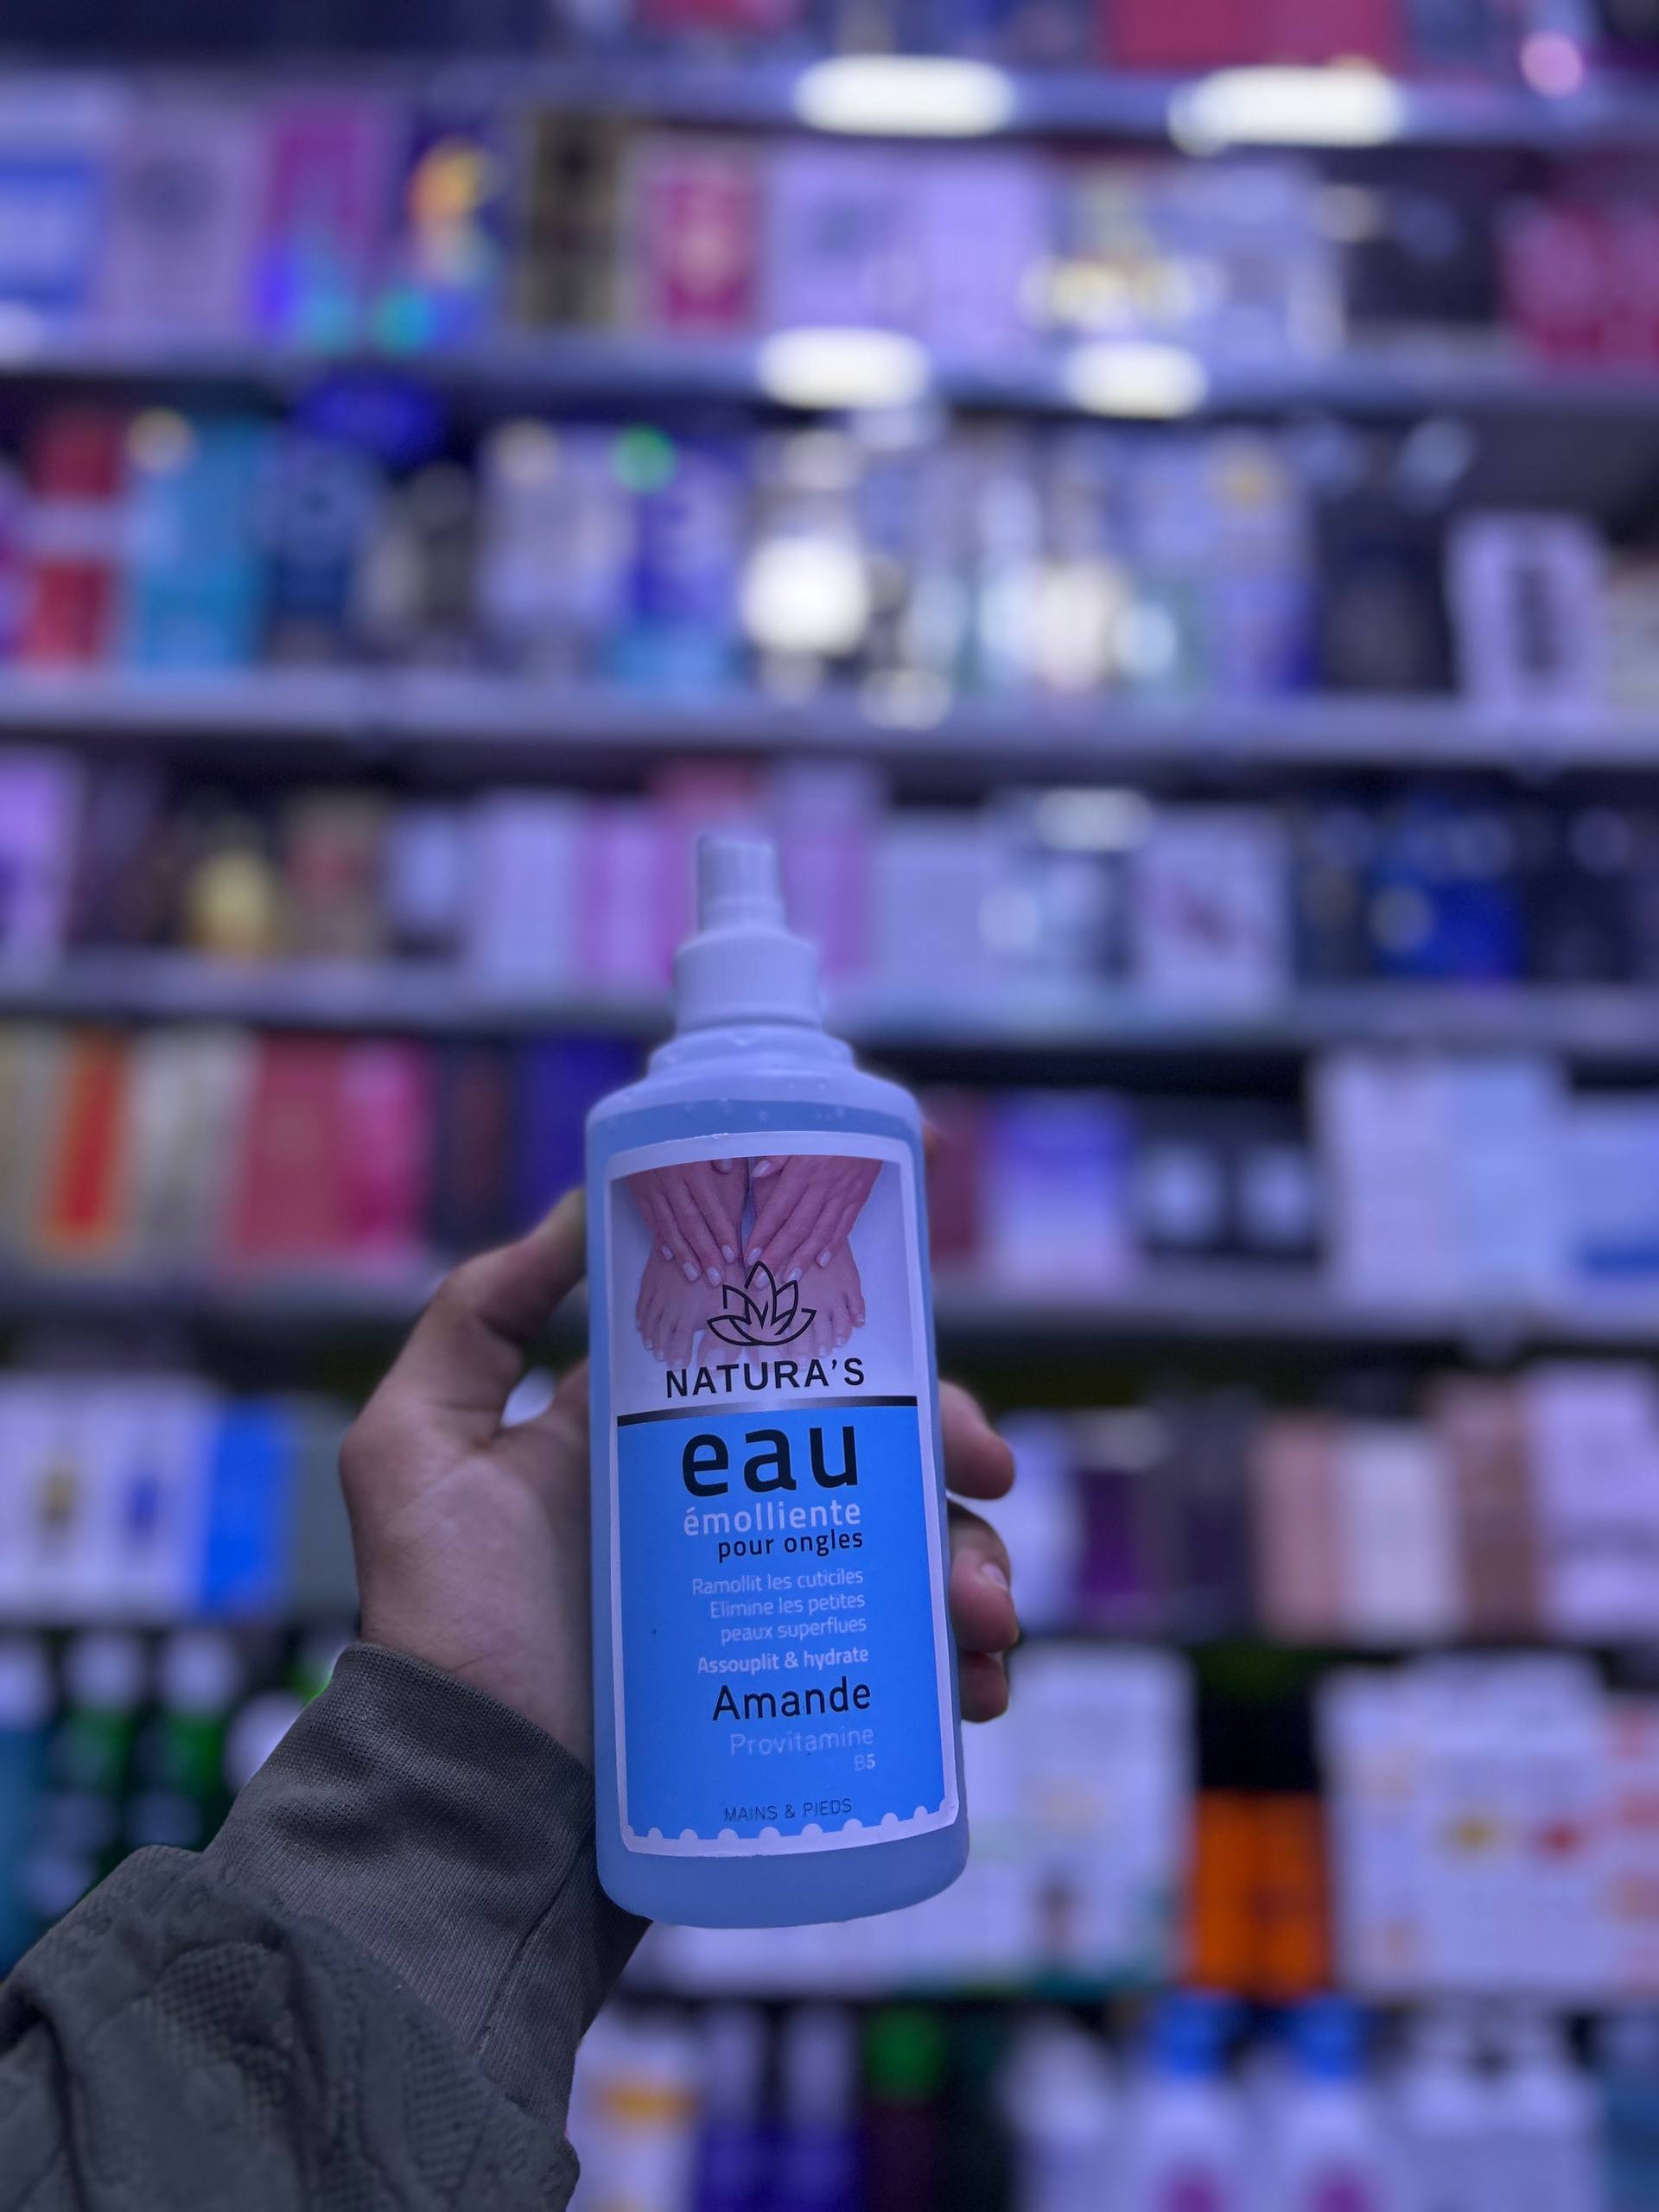 NATURA'S
eau
émolliente
pour ongles
Ramollit les cuticiles
Elimine les petites
peaux superflues
Assouplit & hydrate
Amande
Provitamine
B5
MAINS & PIEDS